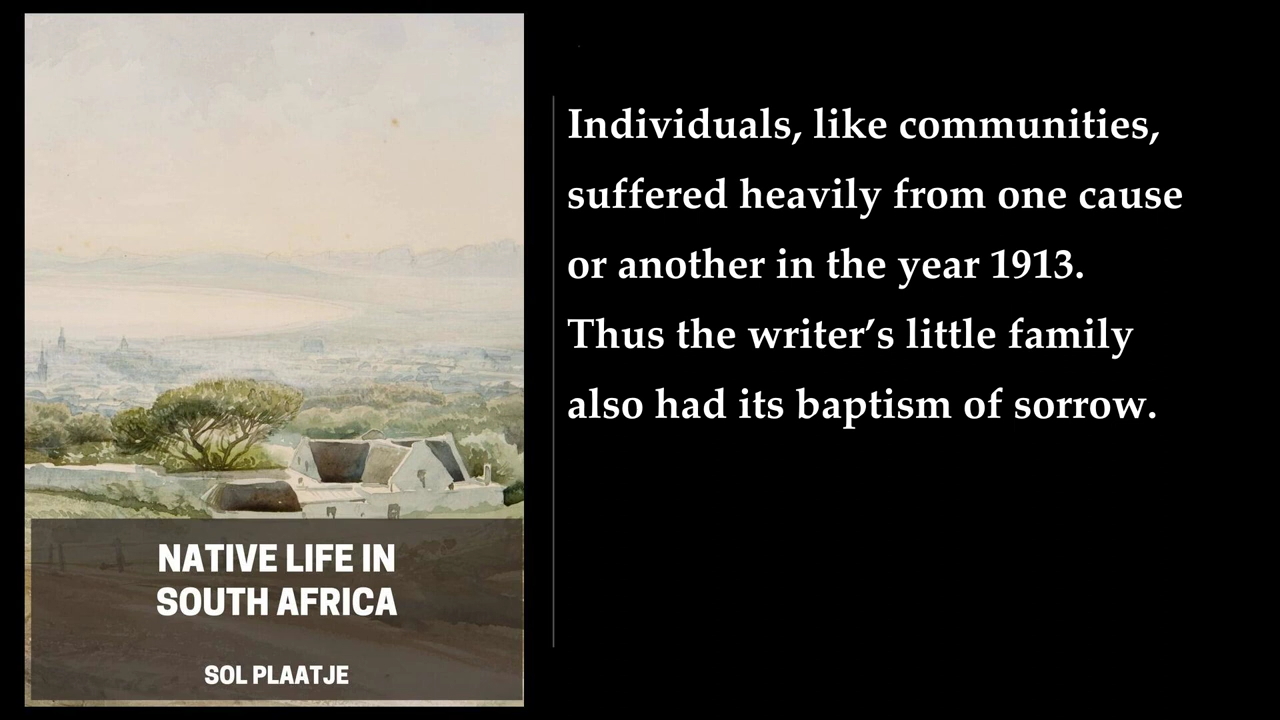 NATIVE LIFE IN
SOUTH AFRICA
SOL PLAATJE
Individuals, like communities,
suffered heavily from one cause
or another in the year 1913.
Thus the writer’s little family
also had its baptism of sorrow.